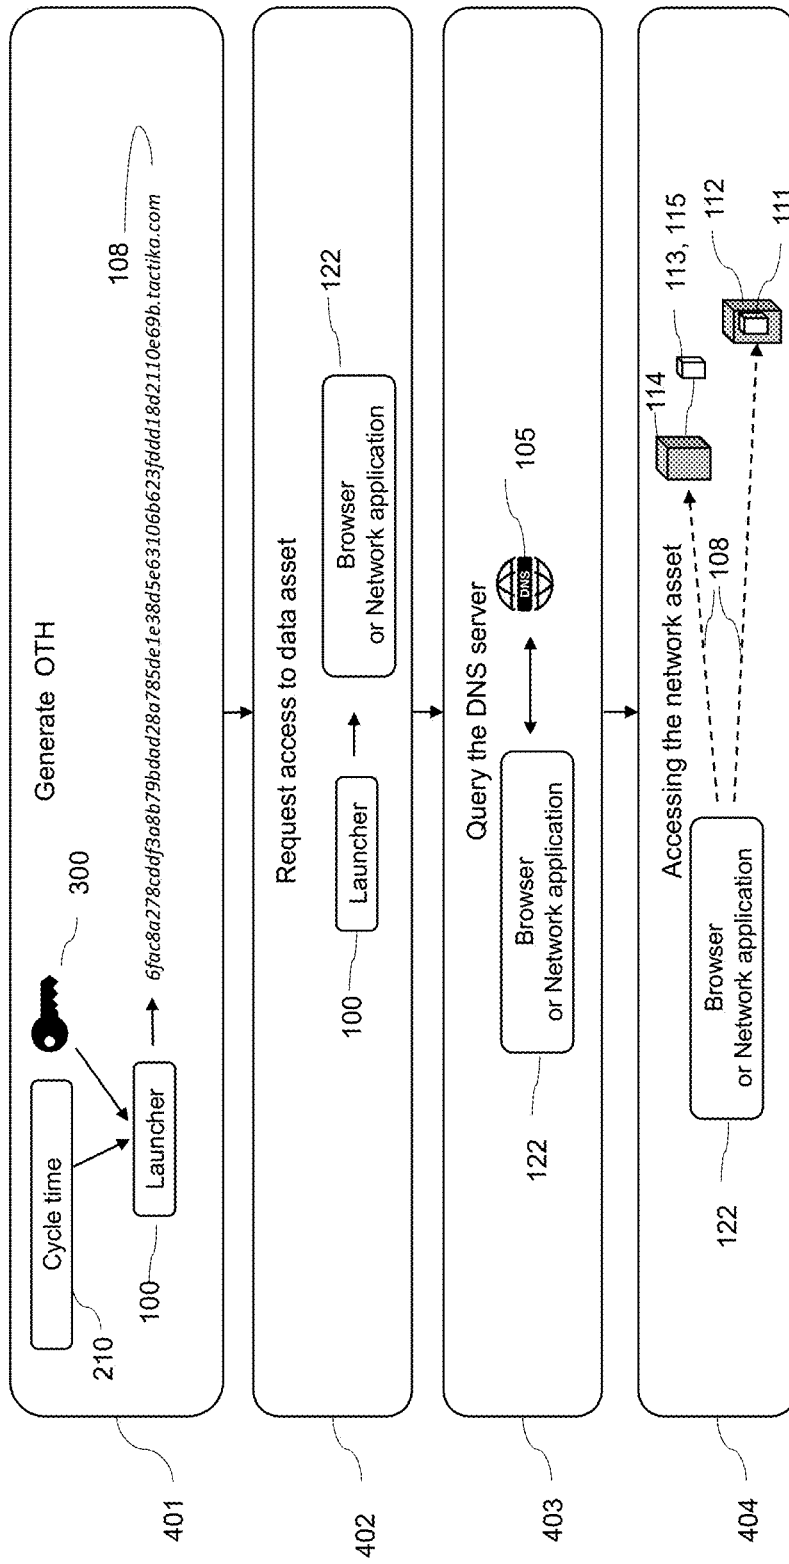 Generate OTH
Cycle time
210
300
Launcher
100
6fac8a278cddf3a8b79bdad28a785de1e38d5e63106b623fddd18d2110e69b.tactika.com
108
401
Request access to data asset
Launcher
100
Browser
or Network application
122
402
Query the DNS server
Browser
or Network application
122
DNS
105
403
Accessing the network asset
Browser
or Network application
122
108
114
113, 115
112
111
404